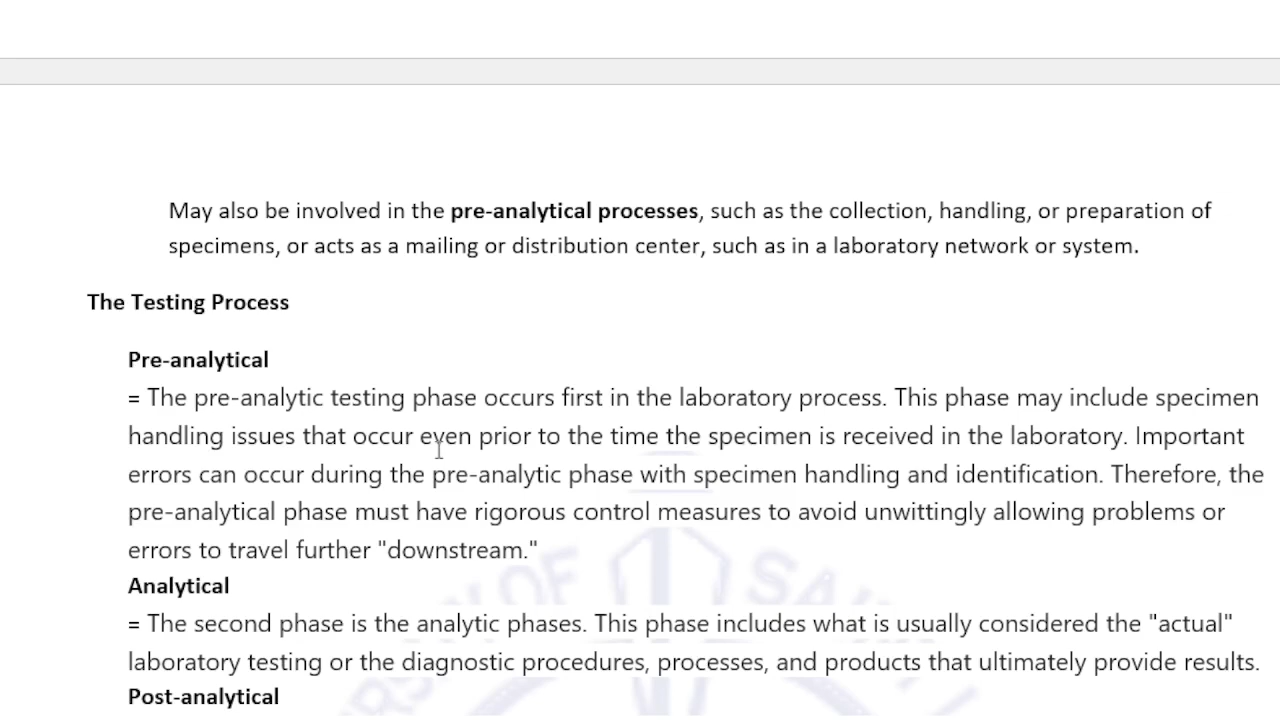 May also be involved in the pre-analytical processes, such as the collection, handling, or preparation of
specimens, or acts as a mailing or distribution center, such as in a laboratory network or system.
The Testing Process
Pre-analytical
= The pre-analytic testing phase occurs first in the laboratory process. This phase may include specimen
handling issues that occur even prior to the time the specimen is received in the laboratory. Important
errors can occur during the pre-analytic phase with specimen handling and identification. Therefore, the
pre-analytical phase must have rigorous control measures to avoid unwittingly allowing problems or
errors to travel further "downstream."
Analytical
= The second phase is the analytic phases. This phase includes what is usually considered the "actual"
laboratory testing or the diagnostic procedures, processes, and products that ultimately provide results.
Post-analytical